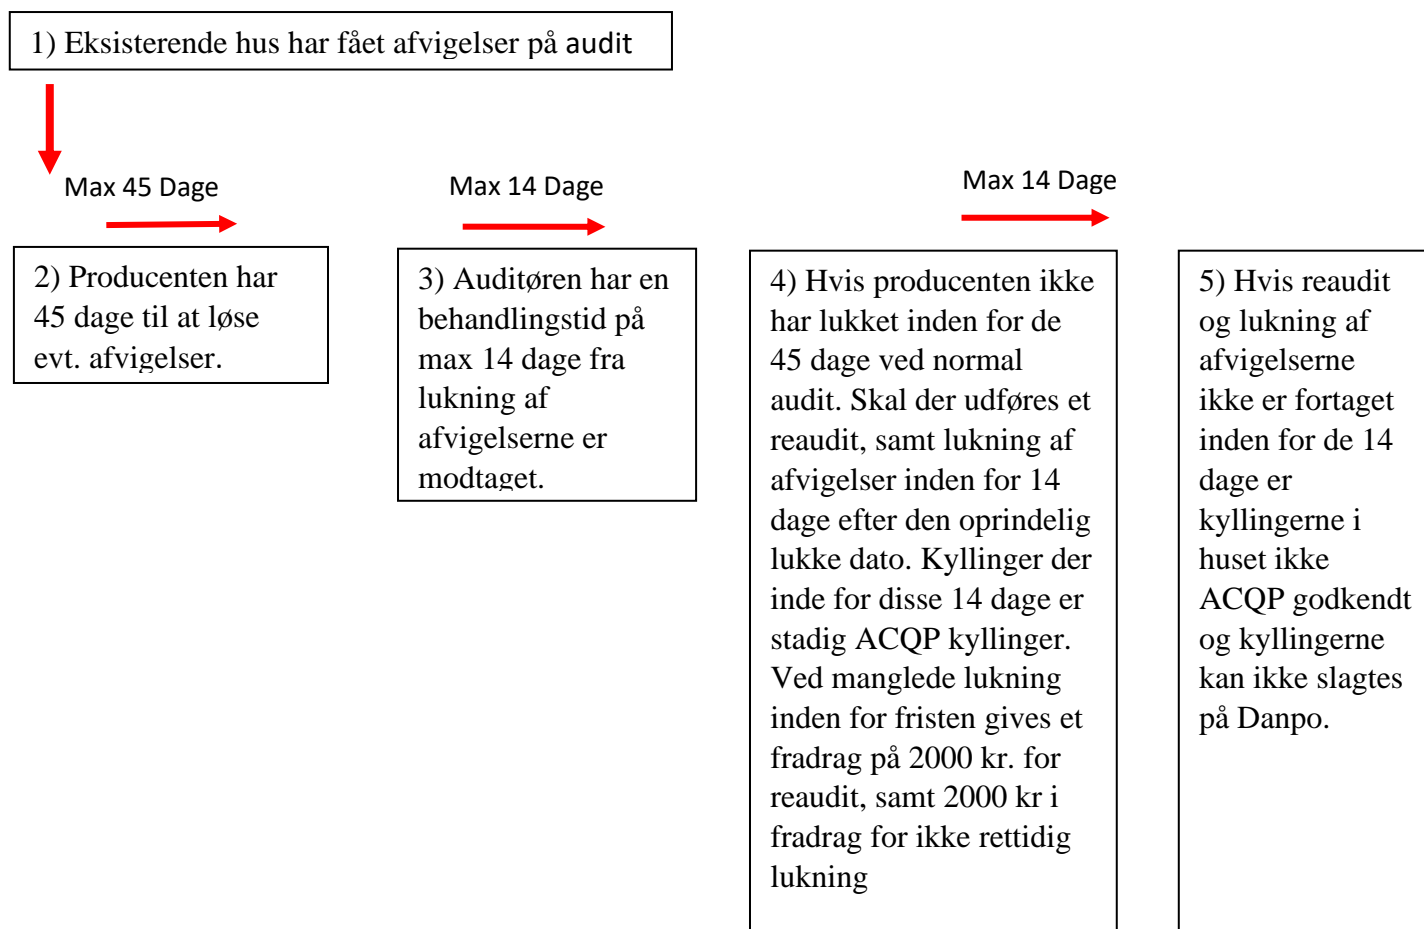 1) Eksisterende hus har fået afvigelser på audit
Max 45 Dage
Max 14 Dage
Max 14 Dage
2) Producenten har
45 dage til at løse
evt. afvigelser.
3) Auditøren har en
behandlingstid på
max 14 dage fra
lukning af
afvigelserne er
modtaget.
4) Hvis producenten ikke
har lukket inden for de
45 dage ved normal
audit. Skal der udføres et
reaudit, samt lukning af
afvigelser inden for 14
dage efter den oprindelig
lukke dato. Kyllinger der
inde for disse 14 dage er
stadig ACQP kyllinger.
Ved manglede lukning
inden for fristen gives et
fradrag på 2000 kr. for
reaudit, samt 2000 kr i
fradrag for ikke rettidig
lukning
5) Hvis reaudit
og lukning af
afvigelserne
ikke er fortaget
inden for de 14
dage er
kyllingerne i
huset ikke
ACQP godkendt
og kyllingerne
kan ikke slagtes
på Danpo.